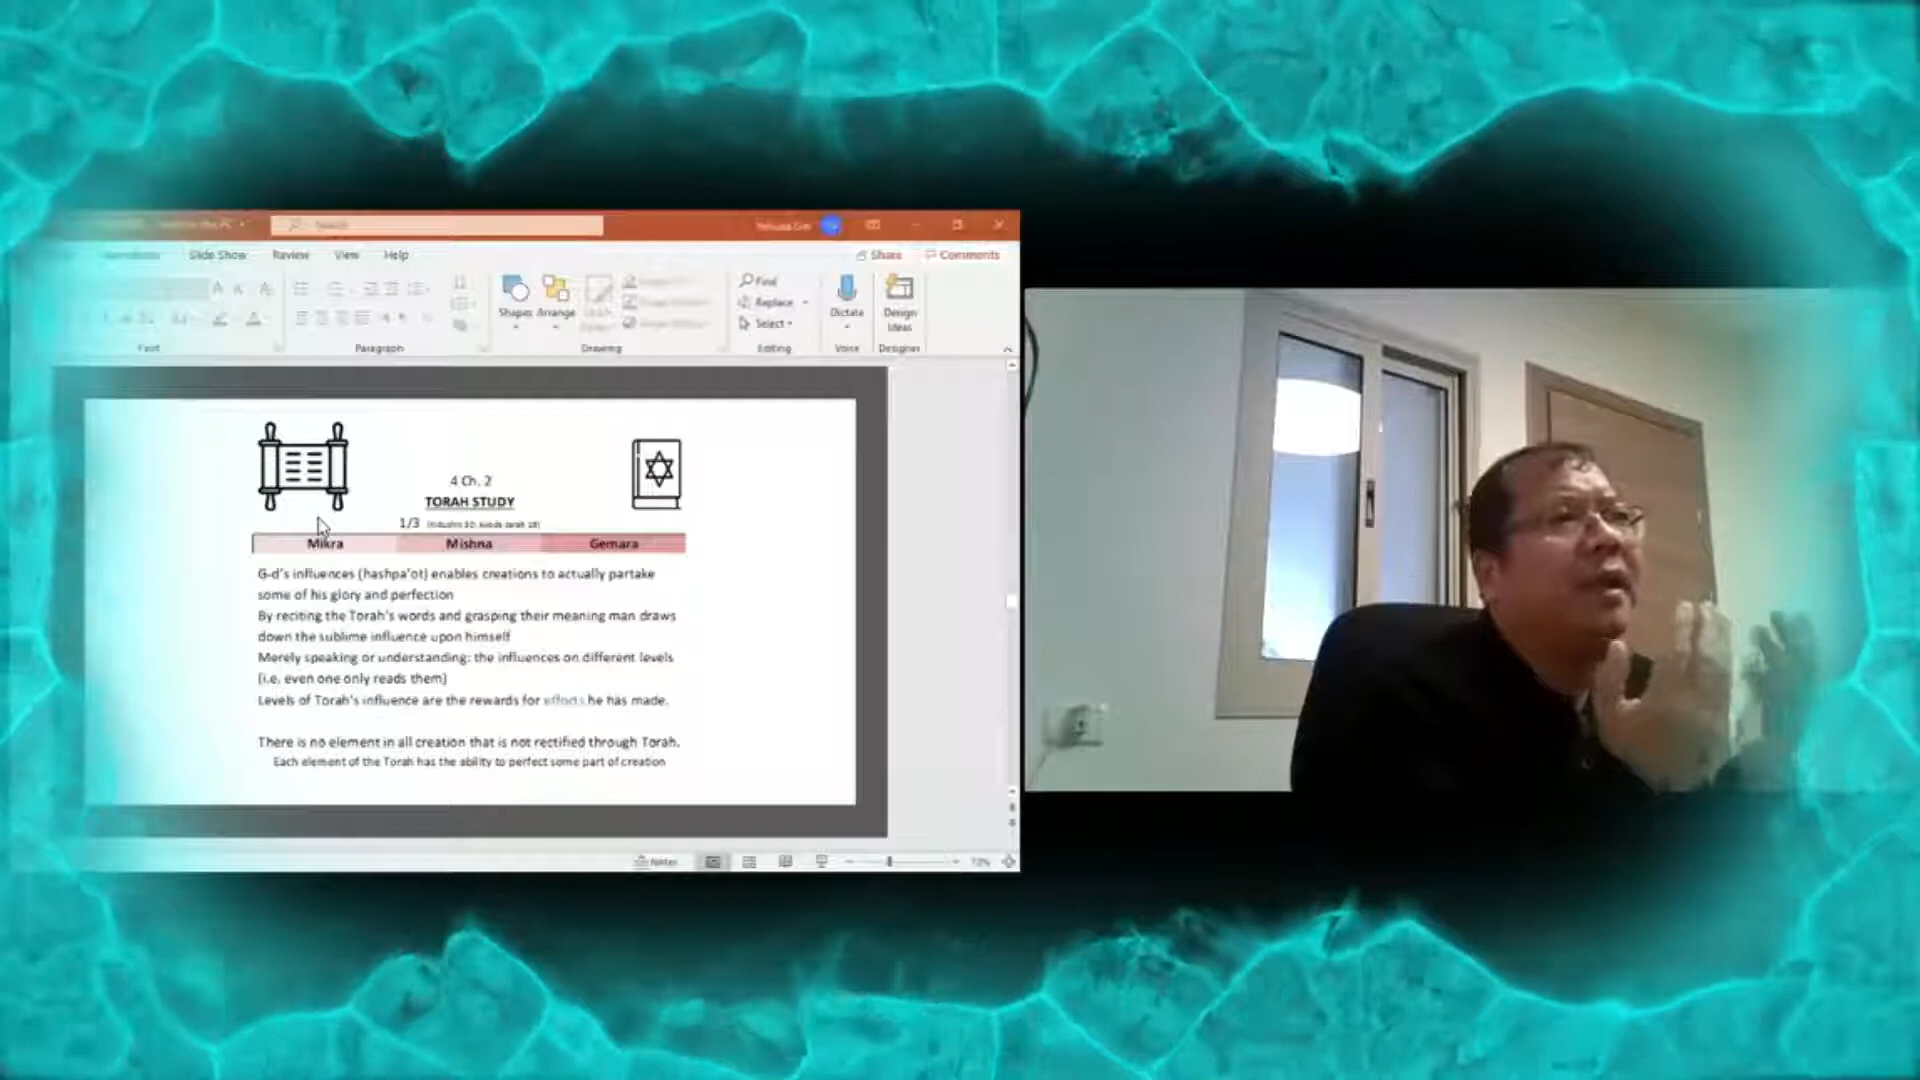 Search
Slide Show Review View Help
Share Comments
Find
Replace
Select
Shapes Arrange
Dictate
Design
Ideas
Font Paragraph Drawing Editing Voice Designer
4 Ch. 2
TORAH STUDY
1/3
Mikra Mishna Gemara
G-d's influences (hashpa'ot) enables creations to actually partake
some of his glory and perfection
By reciting the Torah's words and grasping their meaning man draws
down the sublime influence upon himself
Merely speaking or understanding: the influences on different levels
(i.e. even one only reads them)
Levels of Torah's influence are the rewards for efforts he has made.
There is no element in all creation that is not rectified through Torah.
Each element of the Torah has the ability to perfect some part of creation
Notes